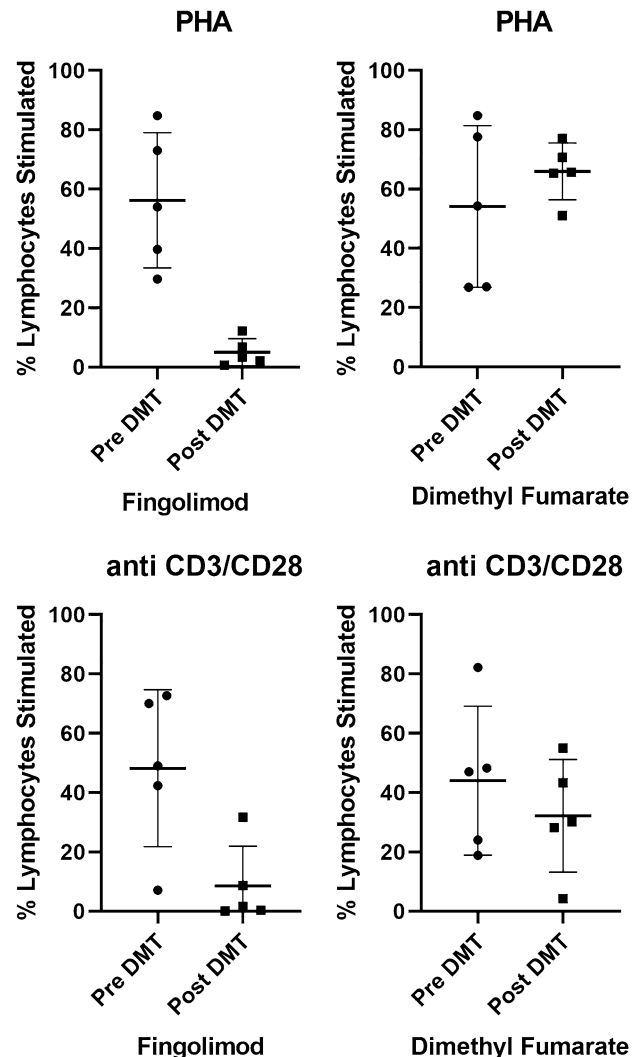 PHA
% Lymphocytes Stimulated
100
80
60
40
20
0
Pre DMT
Post DMT
Fingolimod
PHA
% Lymphocytes Stimulated
100
80
60
40
20
0
Pre DMT
Post DMT
Dimethyl Fumarate
anti CD3/CD28
% Lymphocytes Stimulated
100
80
60
40
20
0
Pre DMT
Post DMT
Fingolimod
anti CD3/CD28
% Lymphocytes Stimulated
100
80
60
40
20
0
Pre DMT
Post DMT
Dimethyl Fumarate